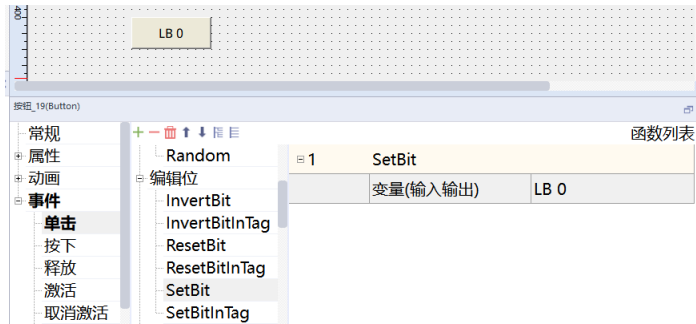 400
LB 0
按钮_19(Button)
常规
函数列表
属性
Random
1
SetBit
动画
编辑位
变量(输入输出)
LB 0
事件
InvertBit
单击
InvertBitInTag
按下
ResetBit
释放
ResetBitInTag
激活
SetBit
取消激活
SetBitInTag